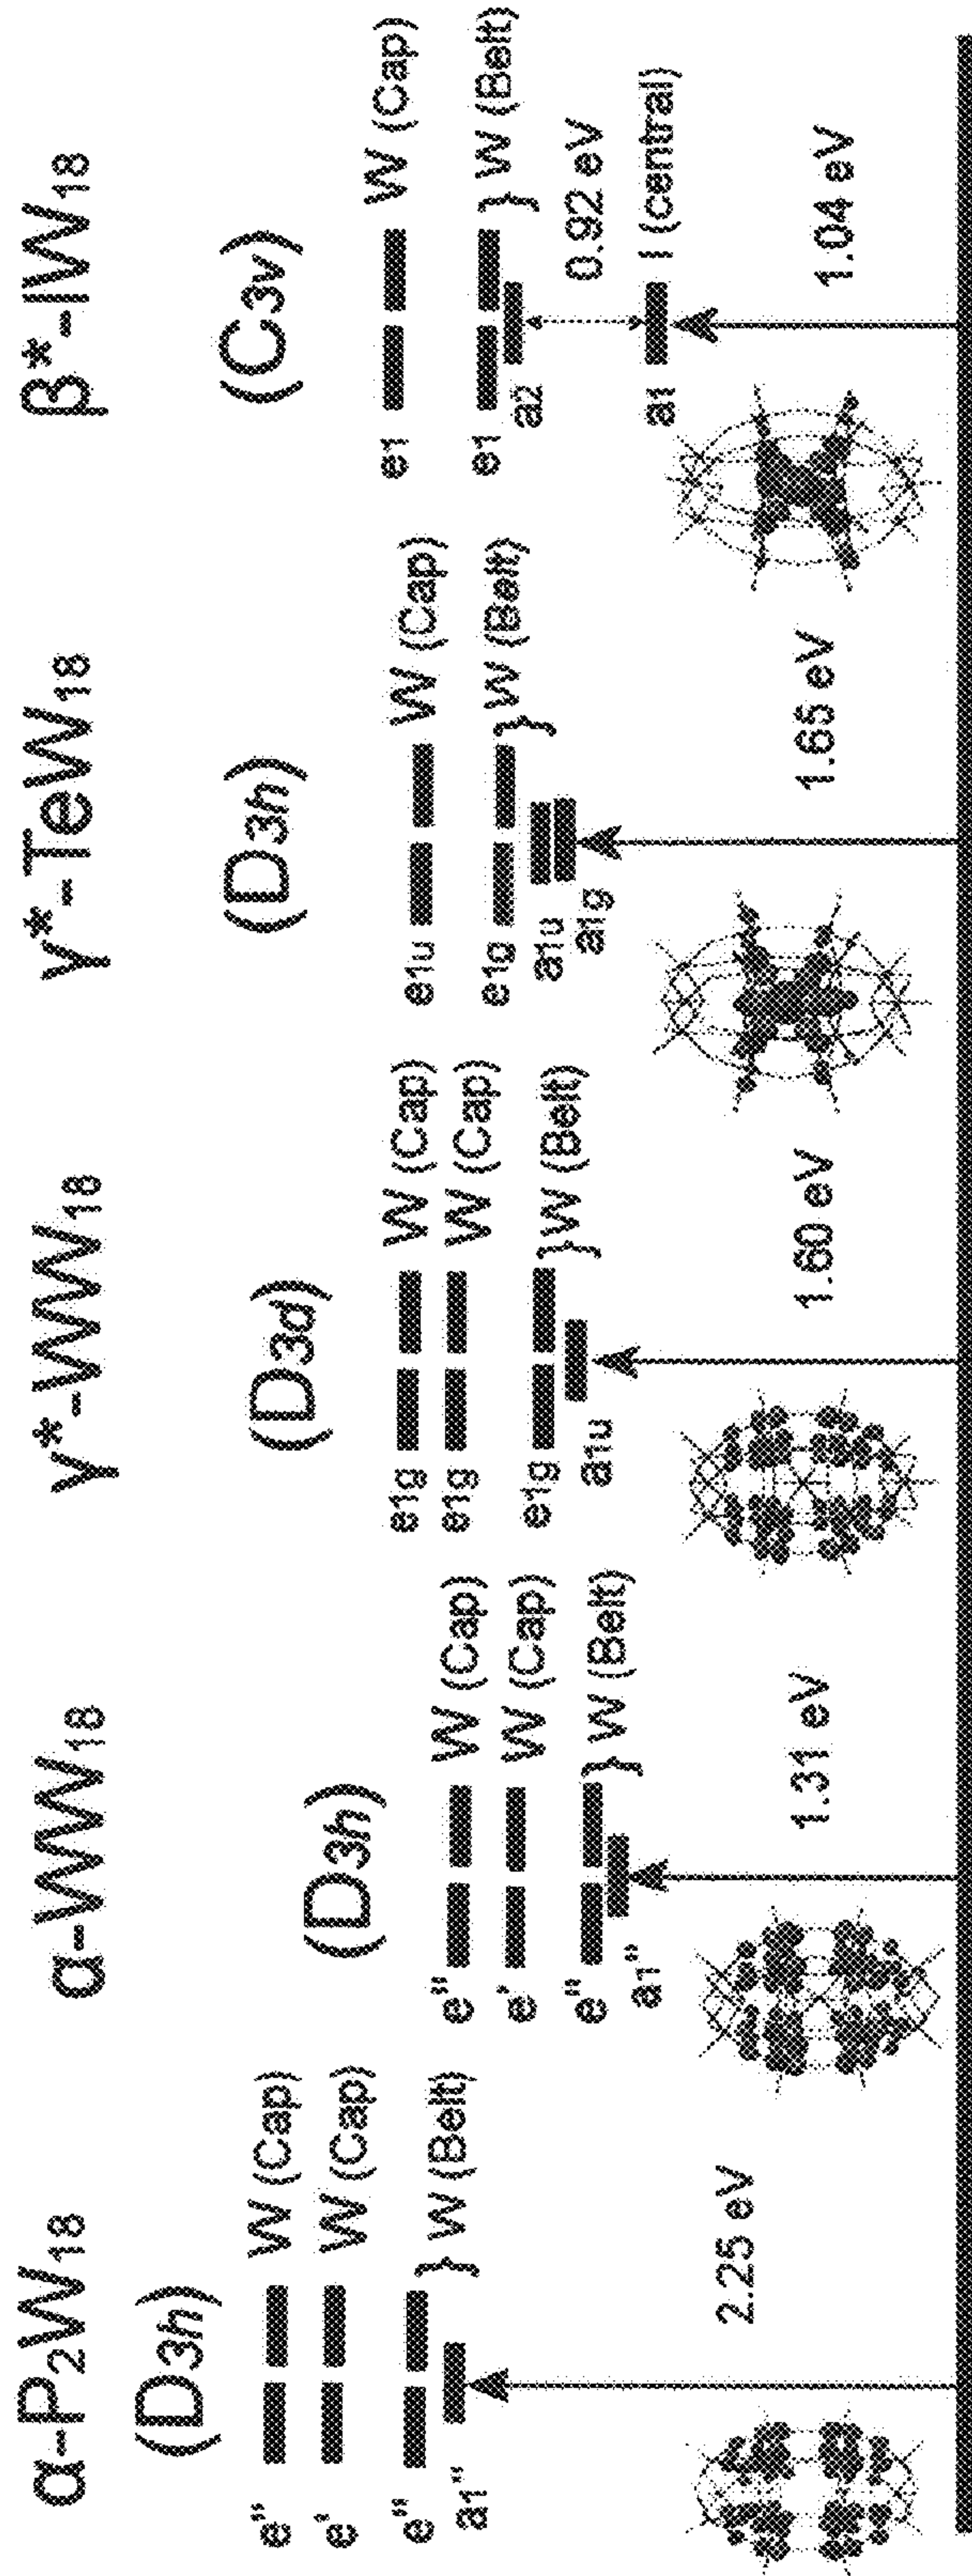 α-P2W18
(D3h)
e" W (Cap)
e' W (Cap)
e" } W (Belt)
a1"
2.25 eV
α-WW18
(D3h)
e" W (Cap)
e' W (Cap)
e" } W (Belt)
a1"
1.31 eV
γ*-WW18
(D3d)
e1g W (Cap)
e1g W (Cap)
e1g }W (Belt)
a1u
1.60 eV
γ*-TeW18
(D3h)
e1u W (Cap)
e1g }W (Belt)
a1u
a1g
1.65 eV
β*-IW18
(C3v)
e1 W (Cap)
e1 } W (Belt)
a2
0.92 eV
a1 I (central)
1.04 eV